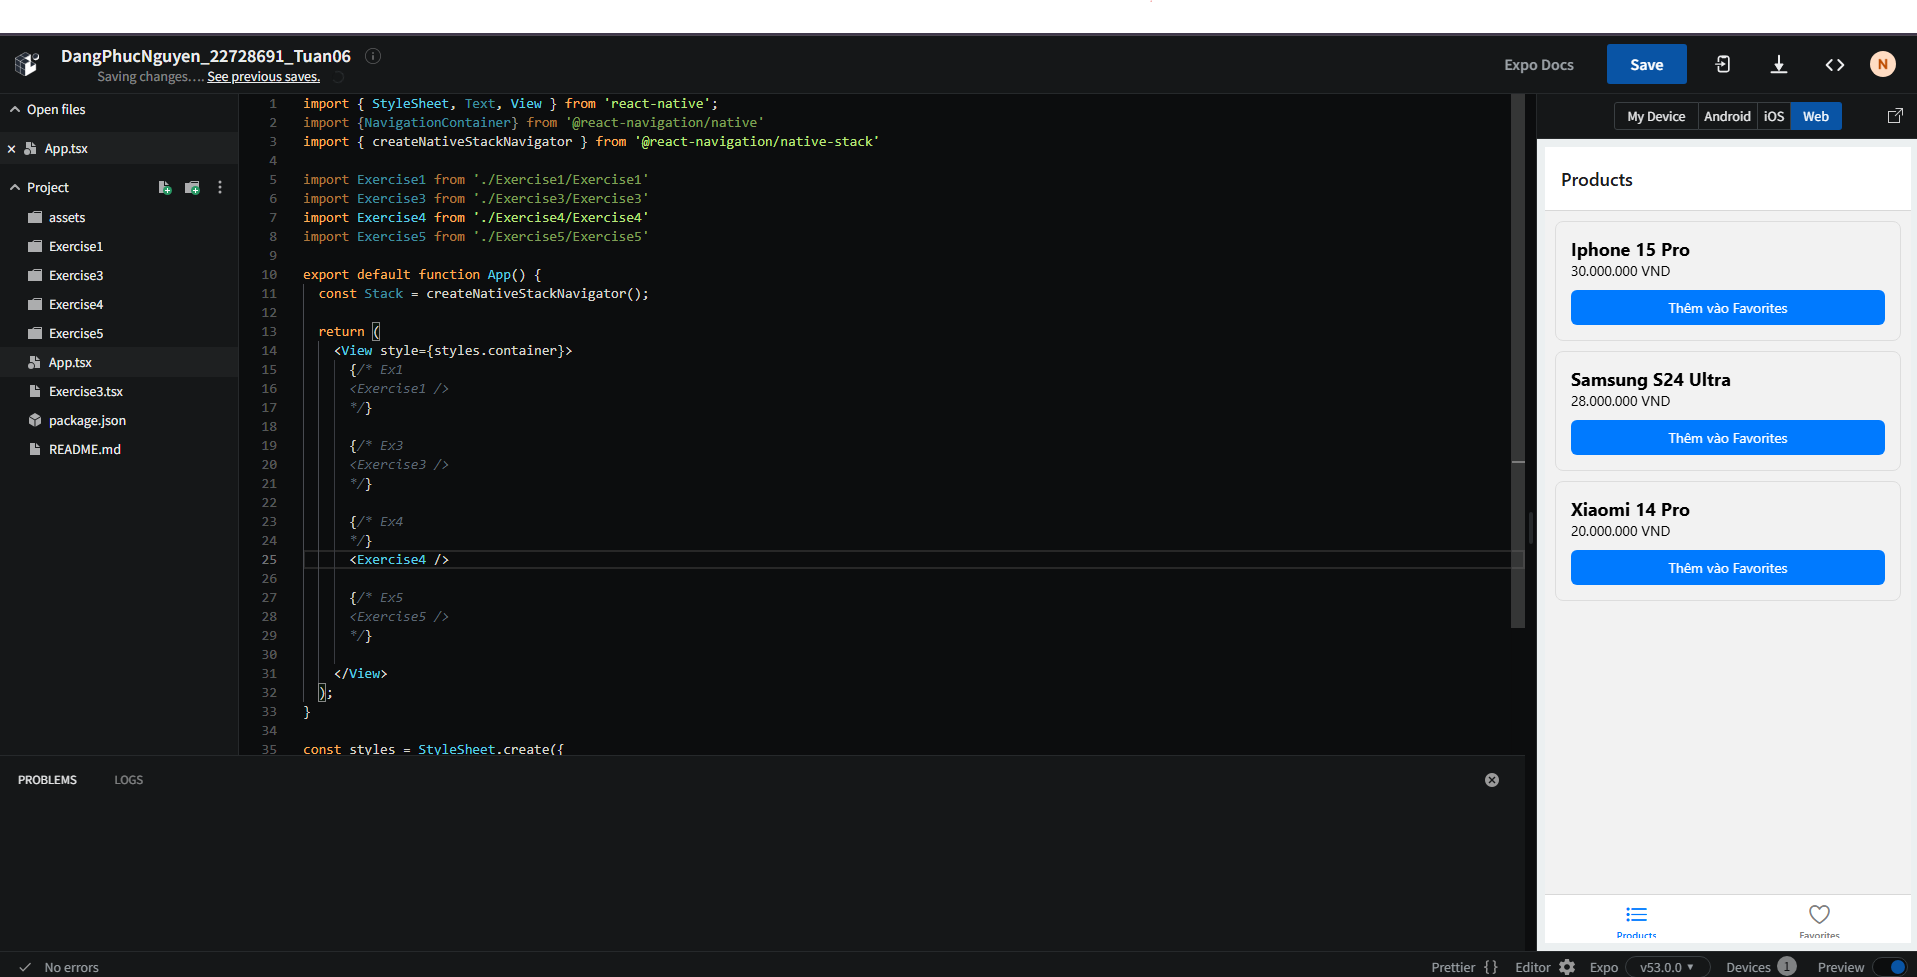 DangPhucNguyen_22728691_Tuan06
Saving changes.... See previous saves.
Expo Docs
Save
N
Open files
App.tsx
Project
assets
Exercise1
Exercise3
Exercise4
Exercise5
App.tsx
Exercise3.tsx
package.json
README.md
1 import { StyleSheet, Text, View } from 'react-native';
2 import {NavigationContainer} from '@react-navigation/native'
3 import { createNativeStackNavigator } from '@react-navigation/native-stack'
4
5 import Exercise1 from './Exercise1/Exercise1'
6 import Exercise3 from './Exercise3/Exercise3'
7 import Exercise4 from './Exercise4/Exercise4'
8 import Exercise5 from './Exercise5/Exercise5'
9
10 export default function App() {
11 const Stack = createNativeStackNavigator();
12
13 return (
14 <View style={styles.container}>
15 {/* Ex1
16 <Exercise1 />
17 */}
18
19 {/* Ex3
20 <Exercise3 />
21 */}
22
23 {/* Ex4
24 */}
25 <Exercise4 />
26
27 {/* Ex5
28 <Exercise5 />
29 */}
30
31 </View>
32 );
33 }
34
35 const styles = StyleSheet.create({
PROBLEMS LOGS
My Device Android iOS Web
Products
Iphone 15 Pro
30.000.000 VND
Thêm vào Favorites
Samsung S24 Ultra
28.000.000 VND
Thêm vào Favorites
Xiaomi 14 Pro
20.000.000 VND
Thêm vào Favorites
Products Favorites
No errors
Prettier {} Editor Expo v53.0.0 Devices 1 Preview